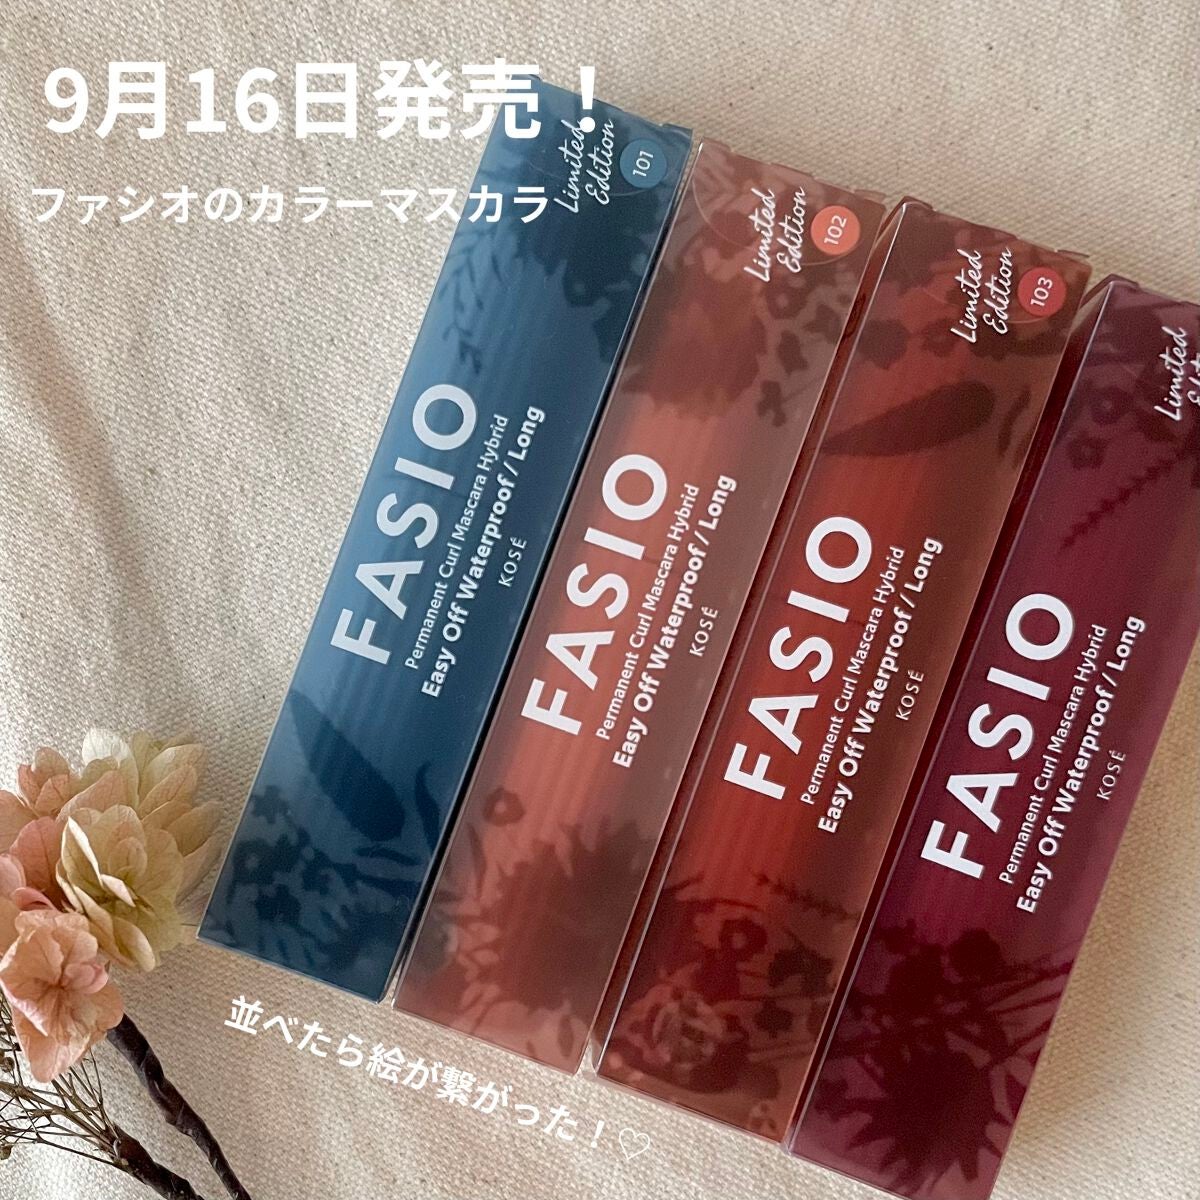 9月16日発売！
ファシオのカラーマスカラ
Limited
Edition
101
FASIO
Permanent Curl Mascara Hybrid
Easy Off Waterproof / Long
KOSÉ
Limited
Edition
102
FASIO
Permanent Curl Mascara Hybrid
Easy Off Waterproof / Long
KOSÉ
Limited
Edition
103
FASIO
Permanent Curl Mascara Hybrid
Easy Off Waterproof / Long
KOSÉ
Limited
FASIO
Permanent Curl Mascara Hybrid
Easy Off Waterproof / Long
KOSÉ
並べたら絵が繋がった！♡